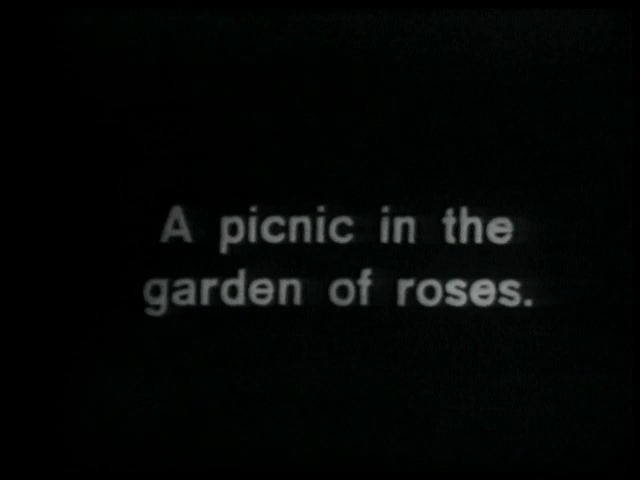 A picnic in the
garden of roses.